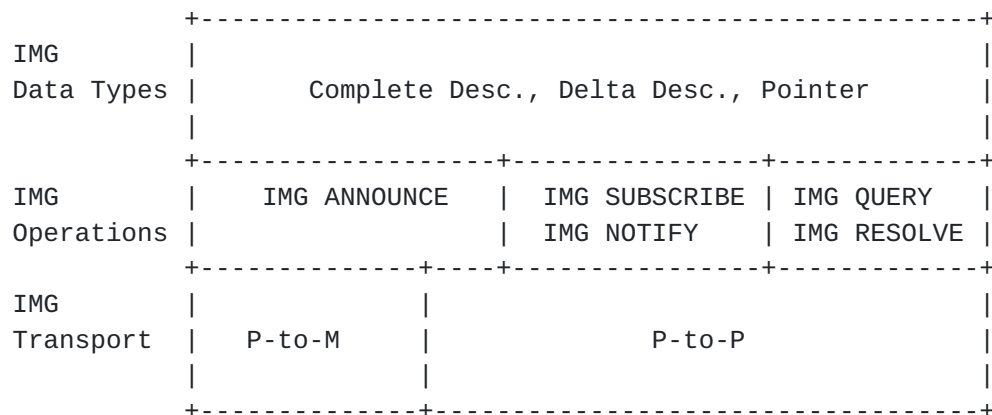 IMG
Data Types Complete Desc., Delta Desc., Pointer
IMG IMG ANNOUNCE IMG SUBSCRIBE IMG QUERY
Operations IMG NOTIFY IMG RESOLVE
IMG
Transport P-to-M P-to-P